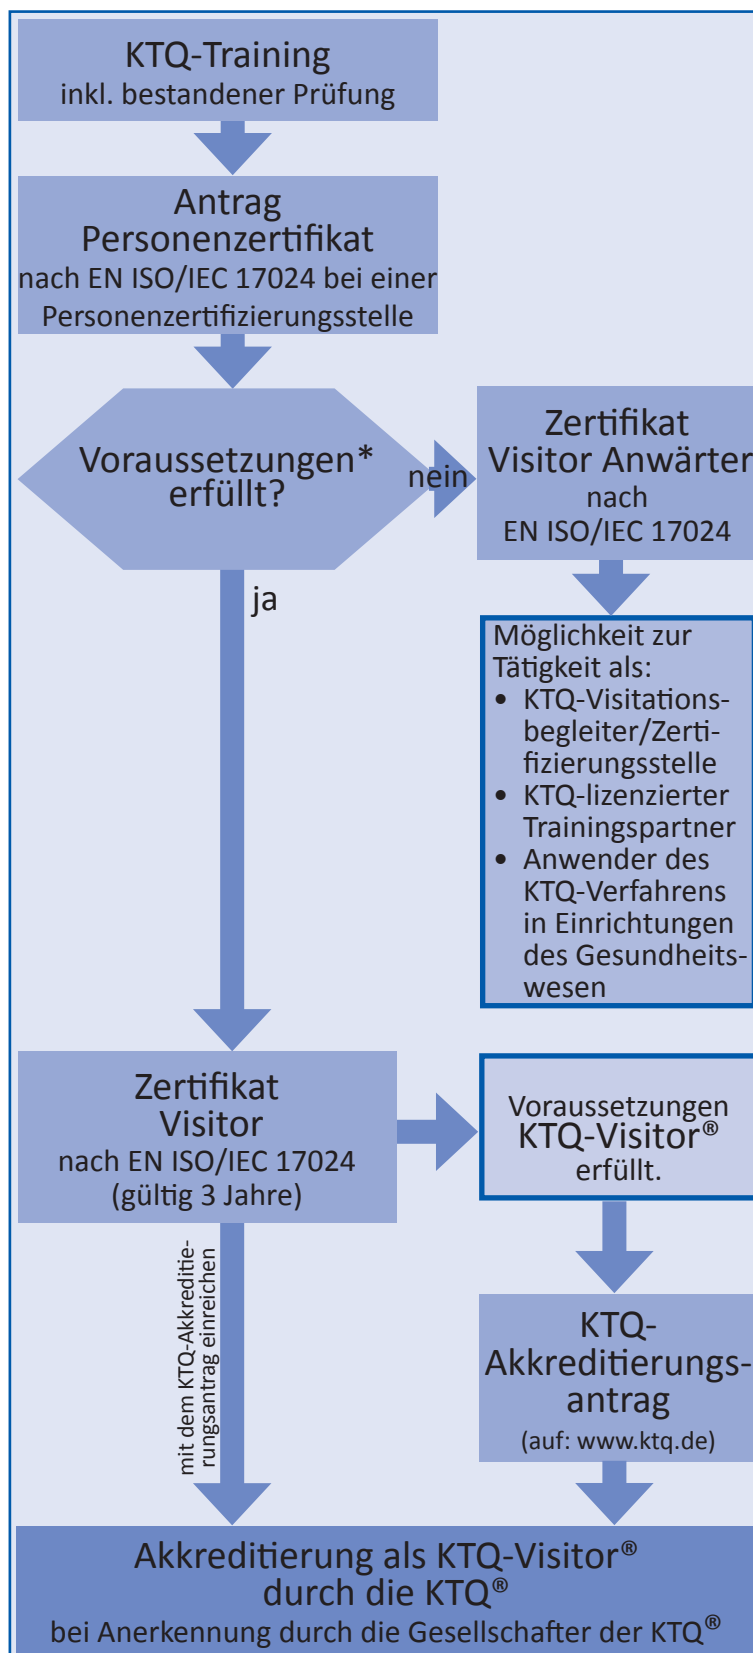 KTQ-Training
inkl. bestandener Prüfung
Antrag
Personenzertifikat
nach EN ISO/IEC 17024 bei einer
Personenzertifizierungsstelle
Voraussetzungen*
erfüllt?
nein
Zertifikat
Visitor Anwärter
nach
EN ISO/IEC 17024
ja
Möglichkeit zur
Tätigkeit als:
• KTQ-Visitations-
begleiter/Zerti-
fizierungsstelle
• KTQ-lizenzierter
Trainingspartner
• Anwender des
KTQ-Verfahrens
in Einrichtungen
des Gesundheits-
wesen
Zertifikat
Visitor
nach EN ISO/IEC 17024
(gültig 3 Jahre)
Voraussetzungen
KTQ-Visitor®
erfüllt.
mit dem KTQ-Akkreditie-
rungsantrag einreichen
KTQ-
Akkreditierungs-
antrag
(auf: www.ktq.de)
Akkreditierung als KTQ-Visitor®
durch die KTQ®
bei Anerkennung durch die Gesellschafter der KTQ®